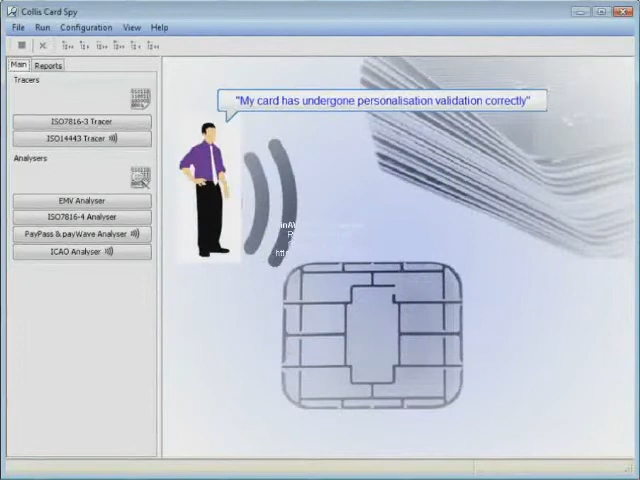 Collis Card Spy
File Run Configuration View Help
Main Reports
Tracers
ISO7816-3 Tracer
ISO14443 Tracer
Analysers
EMV Analyser
ISO7816-4 Analyser
PayPass & payWave Analyser
ICAO Analyser
"My card has undergone personalisation validation correctly"